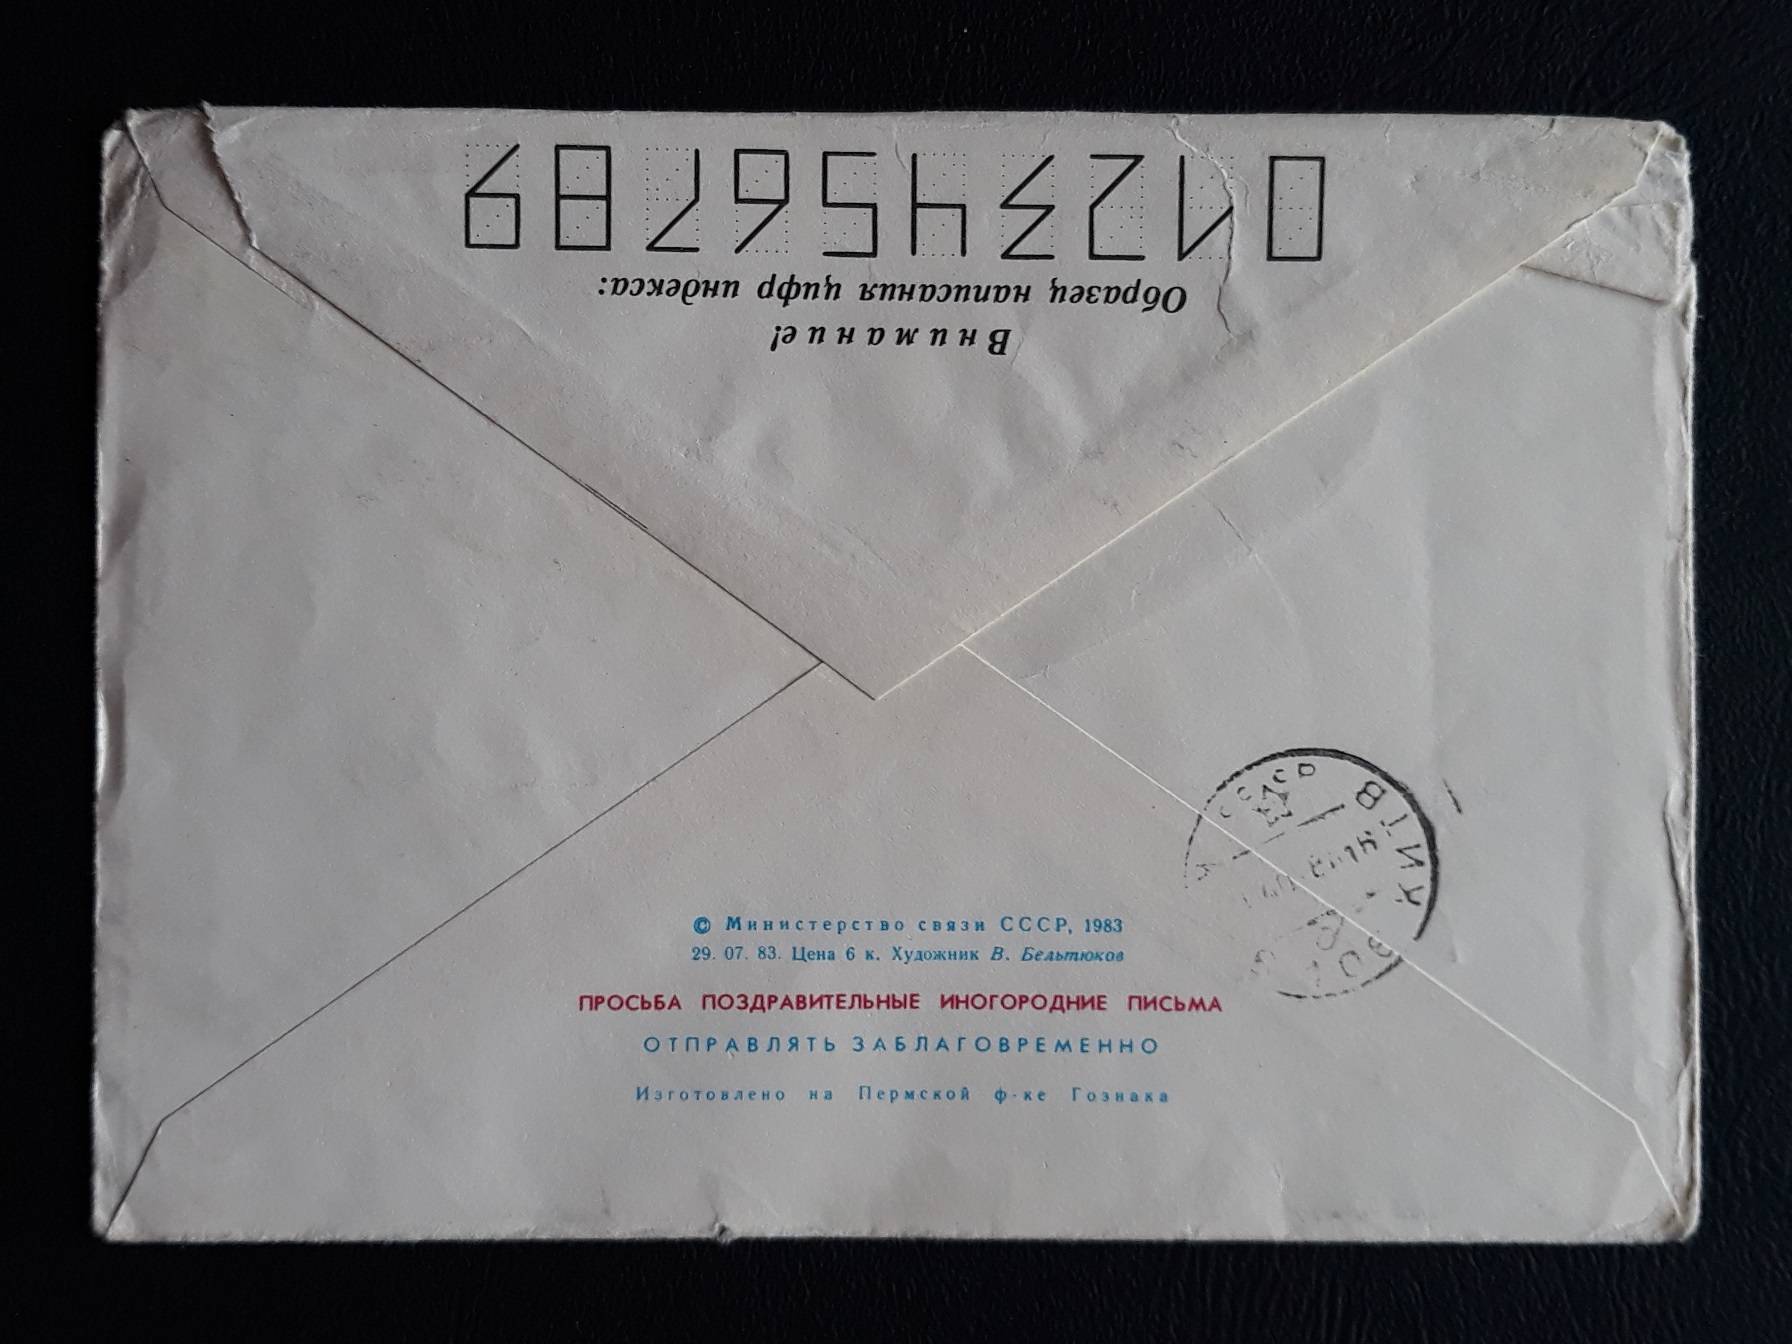 0123456789
Образец написания цифр индекса:
Внимание!
© Министерство связи СССР, 1983
29. 07. 83. Цена 6 к. Художник В. Бельтюков
ПРОСЬБА ПОЗДРАВИТЕЛЬНЫЕ ИНОГОРОДНИЕ ПИСЬМА
ОТПРАВЛЯТЬ ЗАБЛАГОВРЕМЕННО
Изготовлено на Пермской ф-ке Гознака
СССР